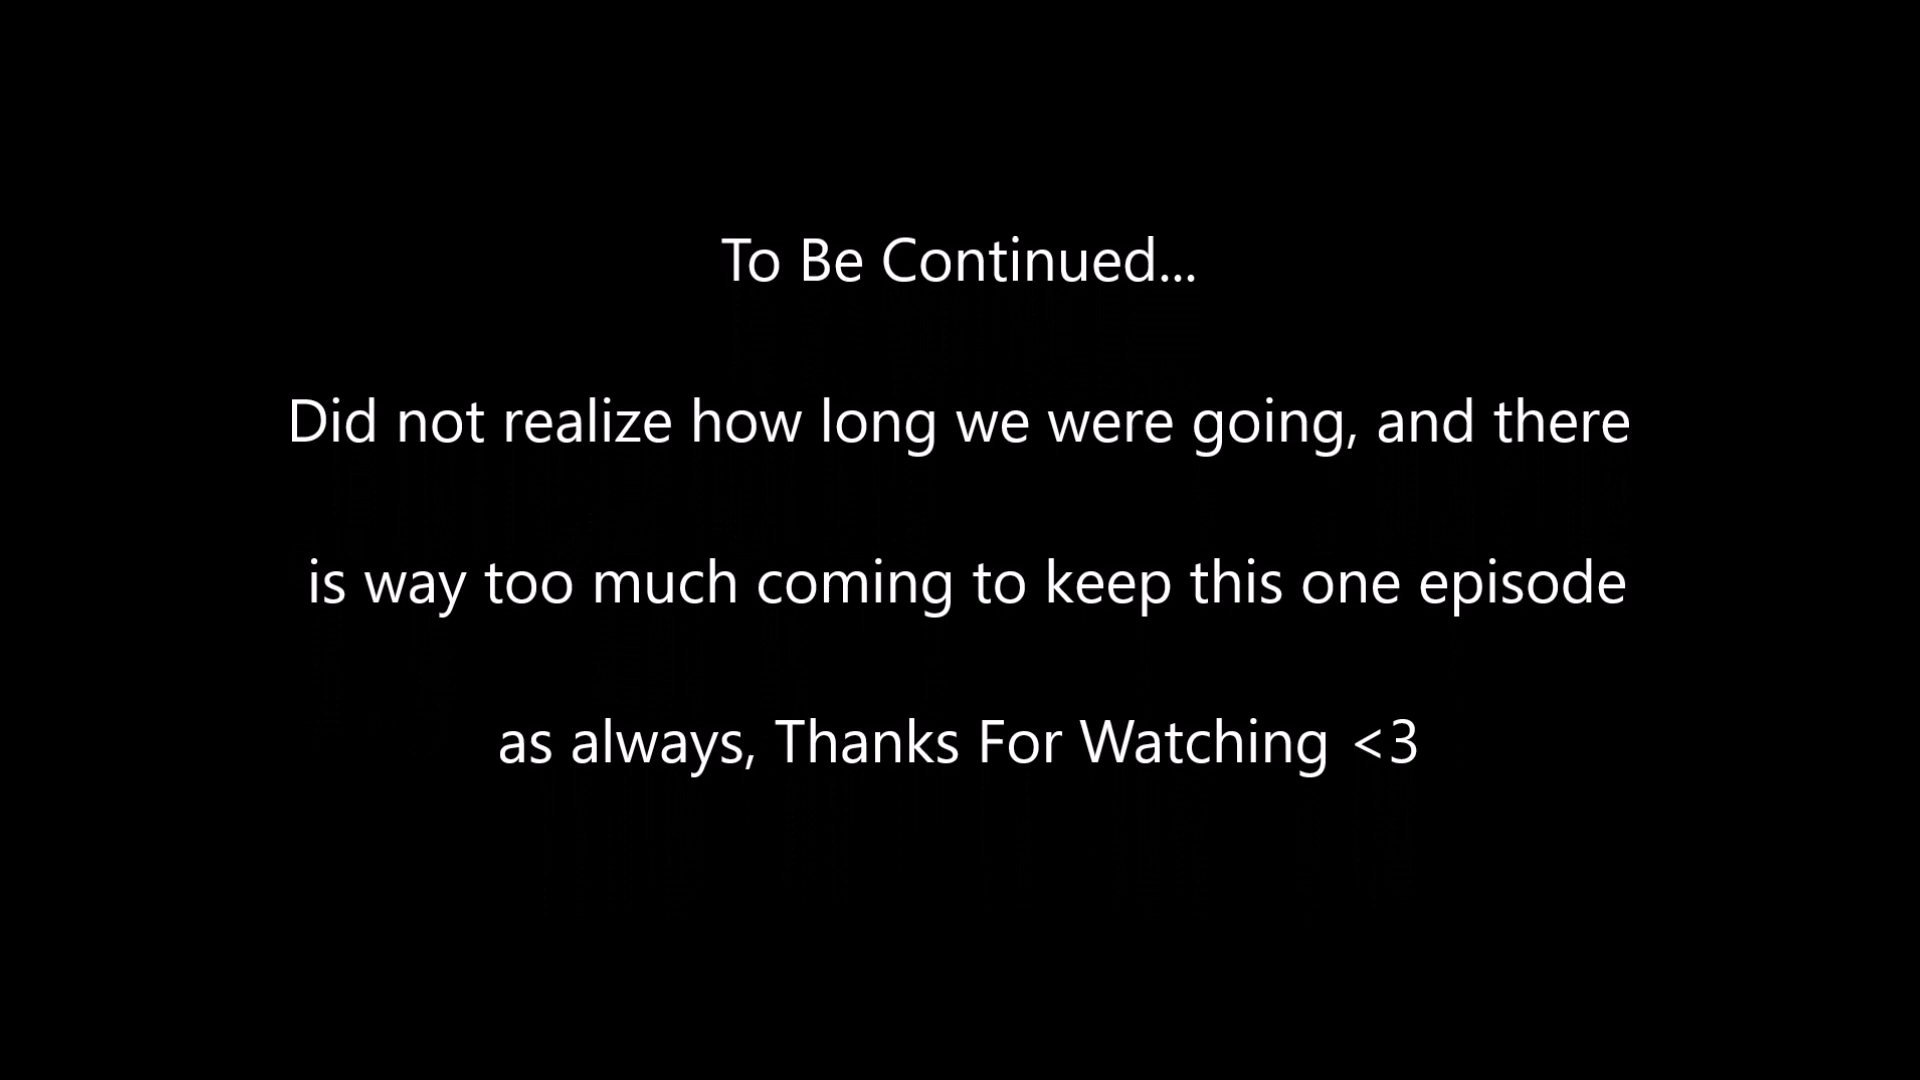 To Be Continued...
Did not realize how long we were going, and there
is way too much coming to keep this one episode
as always, Thanks For Watching <3